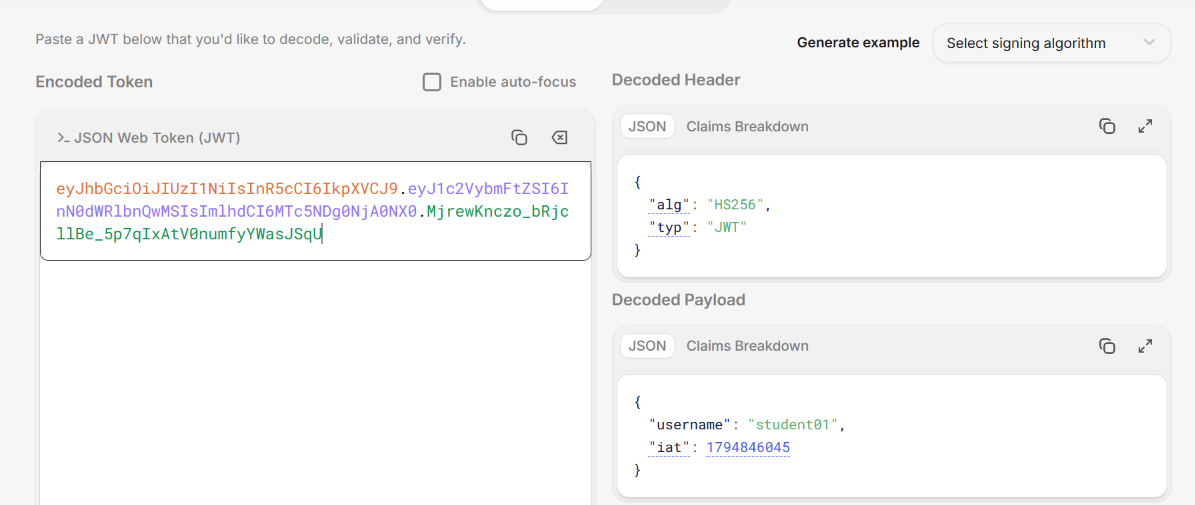 Paste a JWT below that you'd like to decode, validate, and verify.
Generate example
Select signing algorithm
Encoded Token
Enable auto-focus
>_ JSON Web Token (JWT)
eyJhbGciOiJIUzI1NiIsInR5cCI6IkpXVCJ9.eyJ1c2VybmFtZSI6I
nN0dWRlbnQwMSIsImlhdCI6MTc5NDg0NjA0NX0.MjrewKnczo_bRjc
llBe_5p7qIxAtV0numfyYWasJSqU
Decoded Header
JSON Claims Breakdown
{
"alg": "HS256",
"typ": "JWT"
}
Decoded Payload
JSON Claims Breakdown
{
"username": "student01",
"iat": 1794846045
}